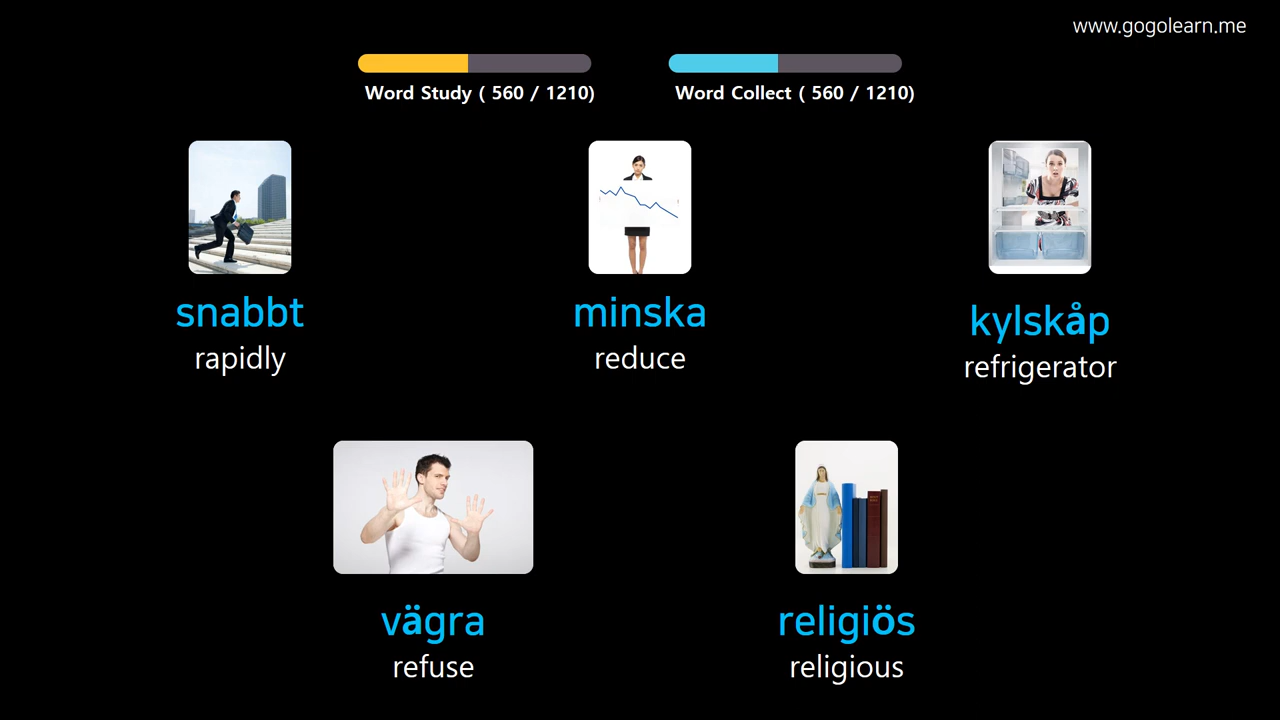 www.gogolearn.me
Word Study ( 560 / 1210)
Word Collect ( 560 / 1210)
snabbt
rapidly
minska
reduce
kylskåp
refrigerator
vägra
refuse
religiös
religious